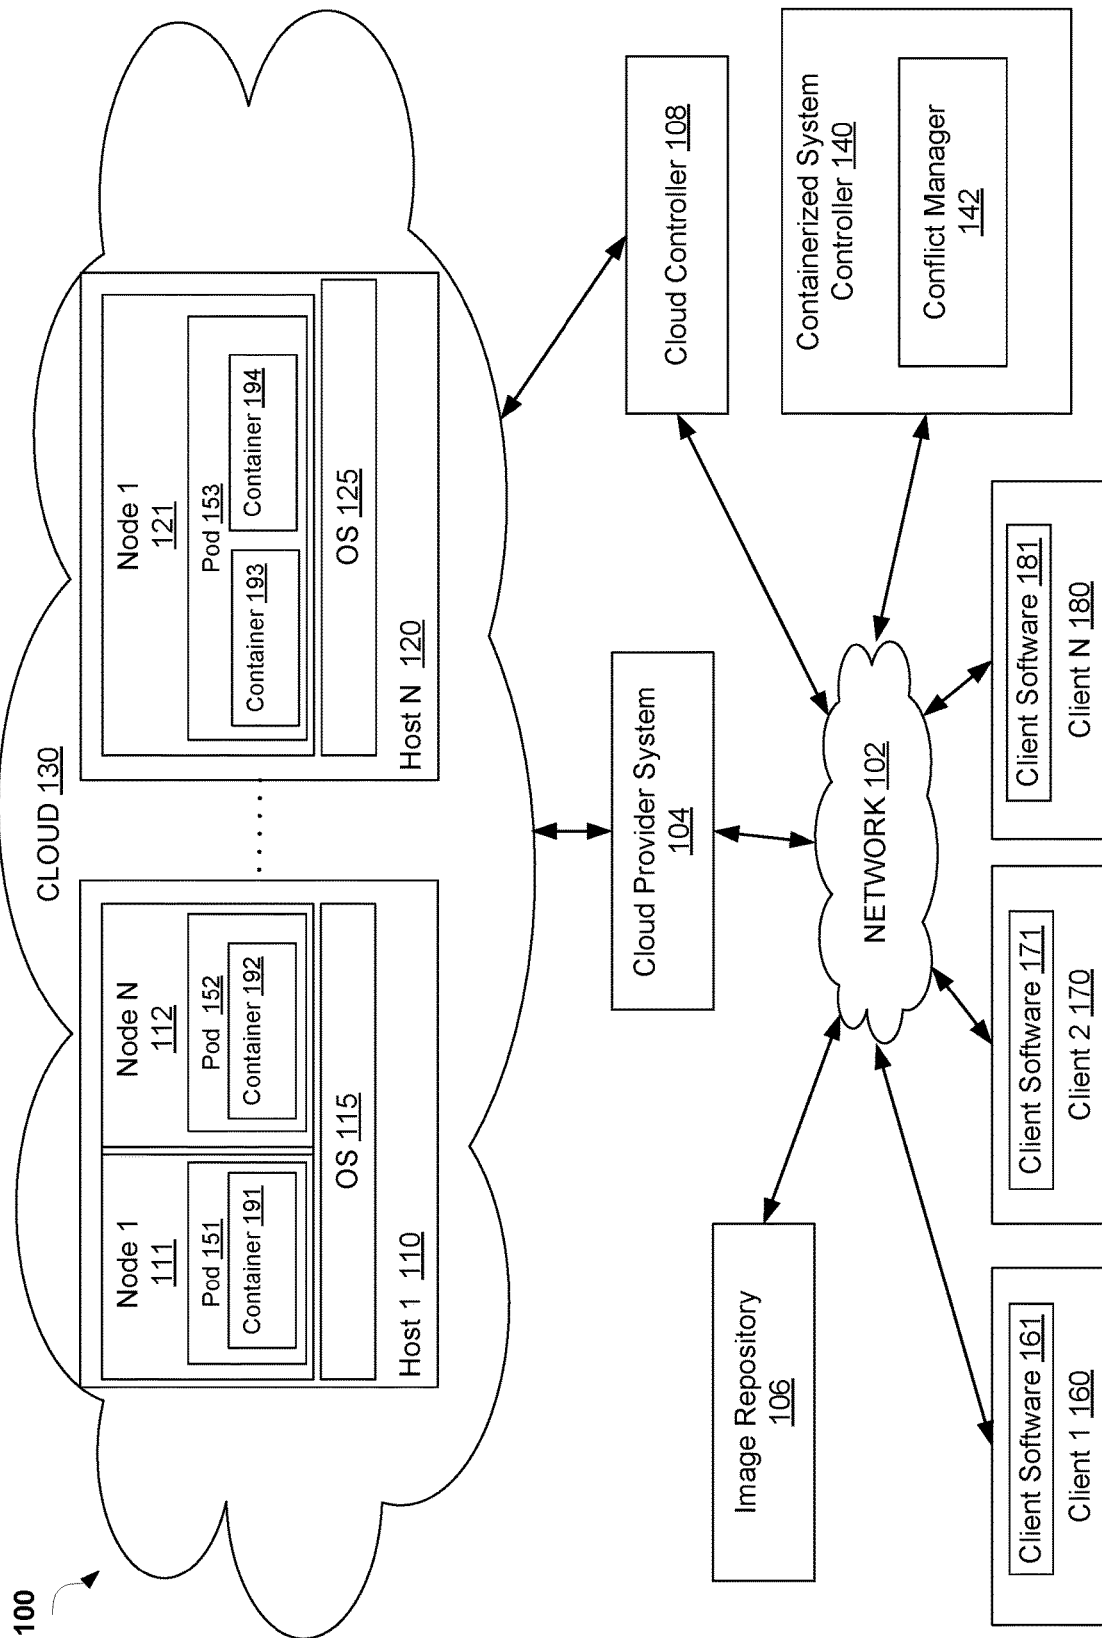 100
CLOUD 130
Node 1
111
Pod 151
Container 191
Node N
112
Pod 152
Container 192
OS 115
Host 1 110
. . . . . .
Node 1
121
Pod 153
Container 193
Container 194
OS 125
Host N 120
Cloud Provider System
104
Cloud Controller 108
Image Repository
106
NETWORK 102
Containerized System
Controller 140
Conflict Manager
142
Client Software 161
Client 1 160
Client Software 171
Client 2 170
Client Software 181
Client N 180